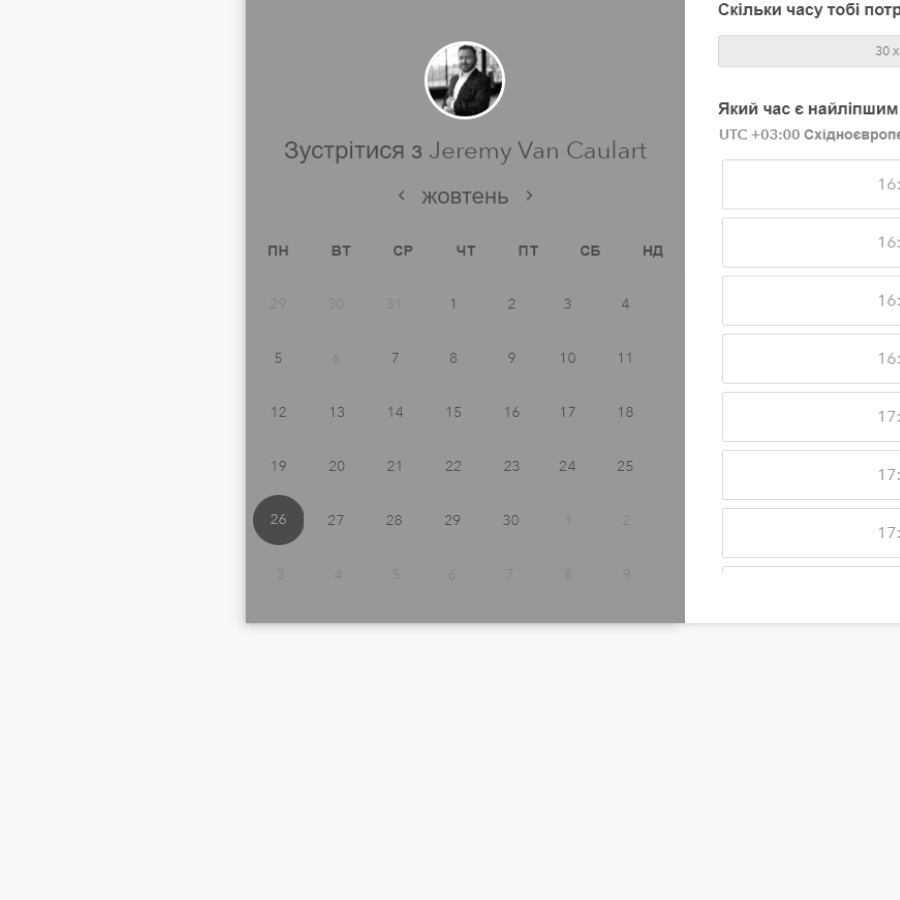 Скільки часу тобі
30
Який час є найліпшим
UTC +03:00
Зустрітися з Jeremy Van Caulart
жовтень
ПН ВТ СР ЧТ ПТ СБ НД
29 30 31 1 2 3 4
5 6 7 8 9 10 11
12 13 14 15 16 17 18
19 20 21 22 23 24 25
26 27 28 29 30 1 2
3 4 5 6 7 8 9
16:
16:
16:
16:
17:
17:
17: